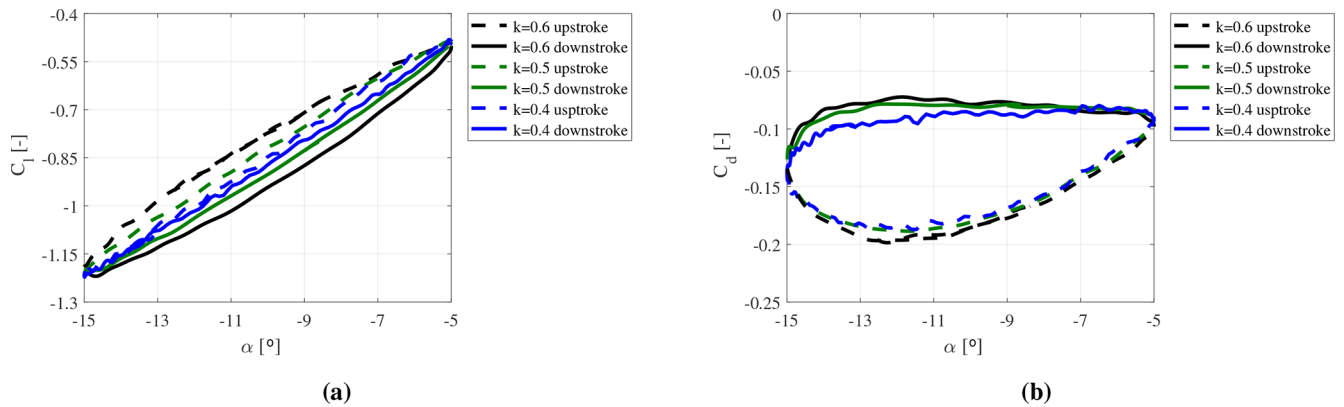 -0.4
-0.55
-0.7
-0.85
-1
-1.15
-1.3
C_l [-]
-15 -13 -11 -9 -7 -5
α [º]
k=0.6 upstroke
k=0.6 downstroke
k=0.5 upstroke
k=0.5 downstroke
k=0.4 usptroke
k=0.4 downstroke
(a)
0
-0.05
-0.1
-0.15
-0.2
-0.25
C_d [-]
-15 -13 -11 -9 -7 -5
α [º]
k=0.6 upstroke
k=0.6 downstroke
k=0.5 upstroke
k=0.5 downstroke
k=0.4 usptroke
k=0.4 downstroke
(b)